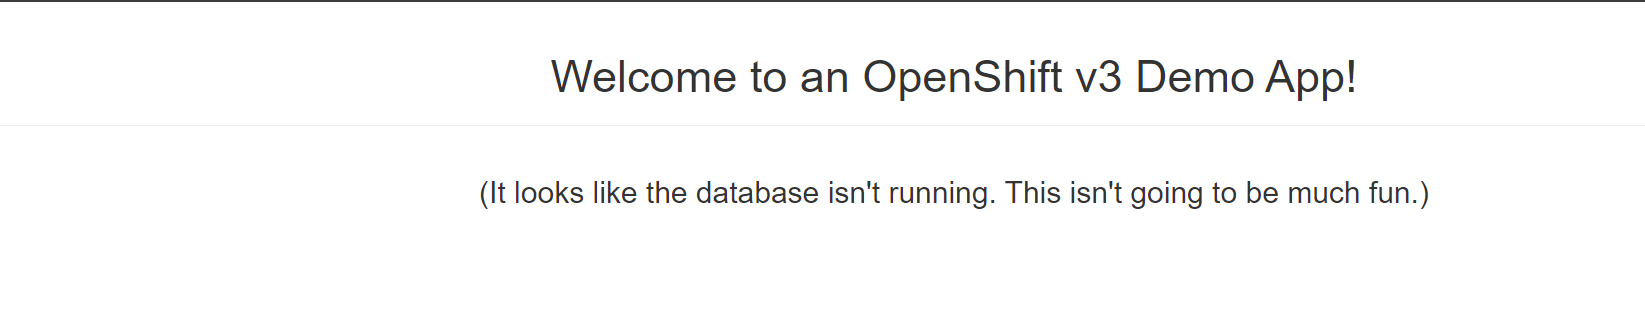 Welcome to an OpenShift v3 Demo App!
(It looks like the database isn't running. This isn't going to be much fun.)